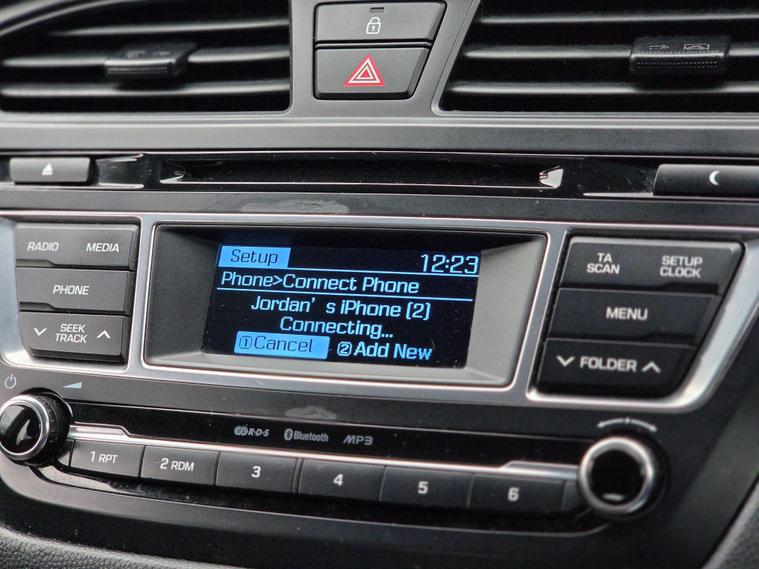 RADIO MEDIA
PHONE
SEEK
TRACK
Setup 12:23
Phone>Connect Phone
Jordan's iPhone (2)
Connecting...
①Cancel ②Add New
TA
SCAN
SETUP
CLOCK
MENU
FOLDER
R·D·S Bluetooth MP3
1 RPT 2 RDM 3 4 5 6